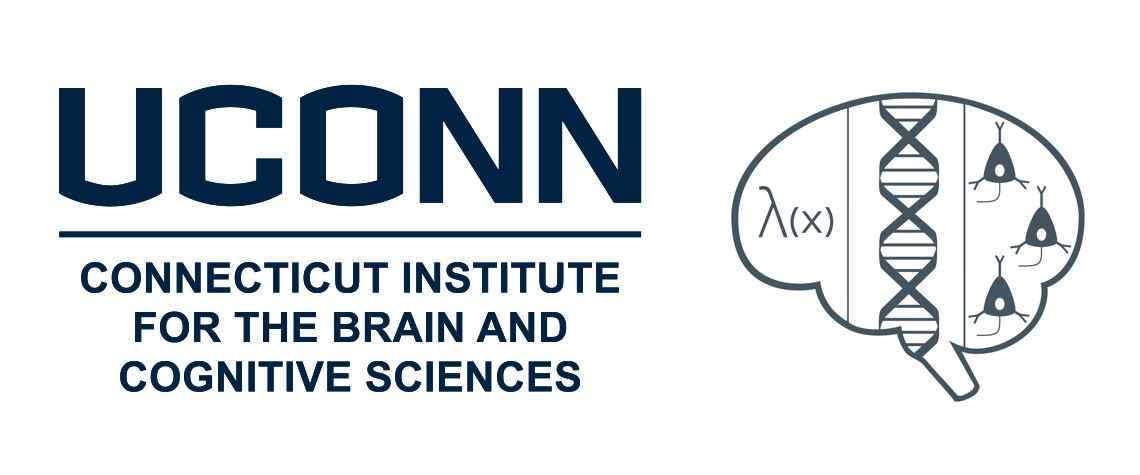 UCONN
CONNECTICUT INSTITUTE
FOR THE BRAIN AND
COGNITIVE SCIENCES
λ(x)